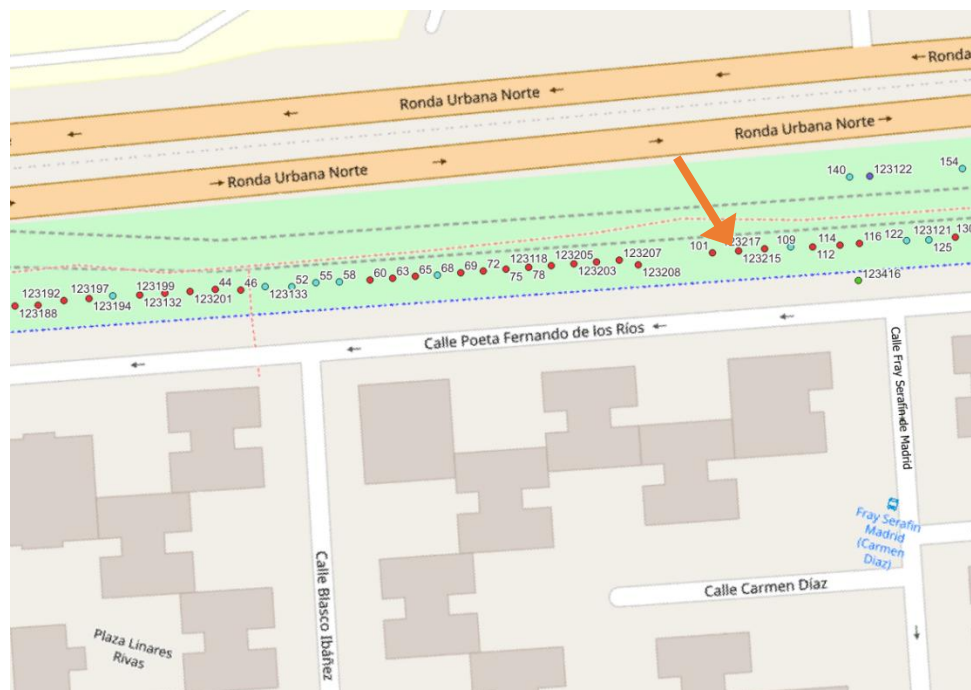 Ronda Urbana Norte
Ronda
Ronda Urbana Norte
Ronda Urbana Norte
140
123122
154
101
109
114
116
122
123121
130
123215
112
125
123207
123205
123203
123208
123118
72
75
78
69
68
65
63
60
58
55
52
46
123133
44
123201
123199
123132
123197
123194
123192
123188
123416
Calle Poeta Fernando de los Ríos
Calle Fray Serafín de Madrid
Fray Serafín
Madrid
(Carmen
Díaz)
Calle Carmen Díaz
Calle Blasco Ibáñez
Plaza Linares
Rivas